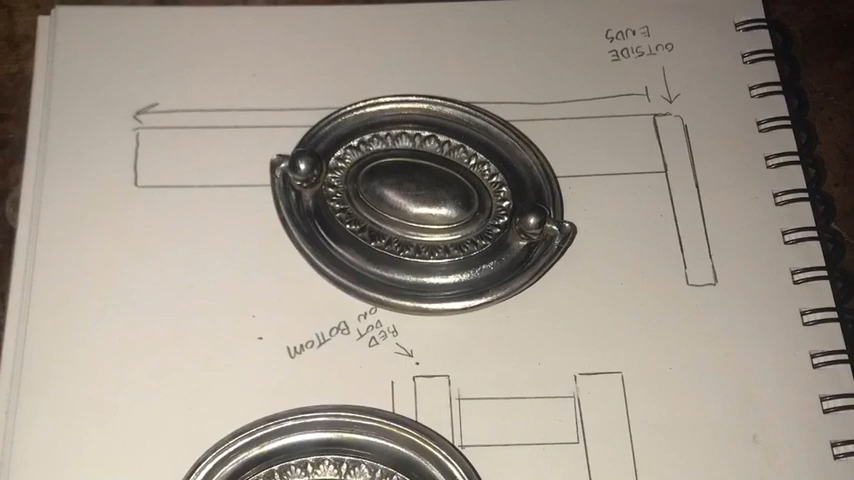 OUTSIDE
ENDS
RED
DOT
ON BOTTOM